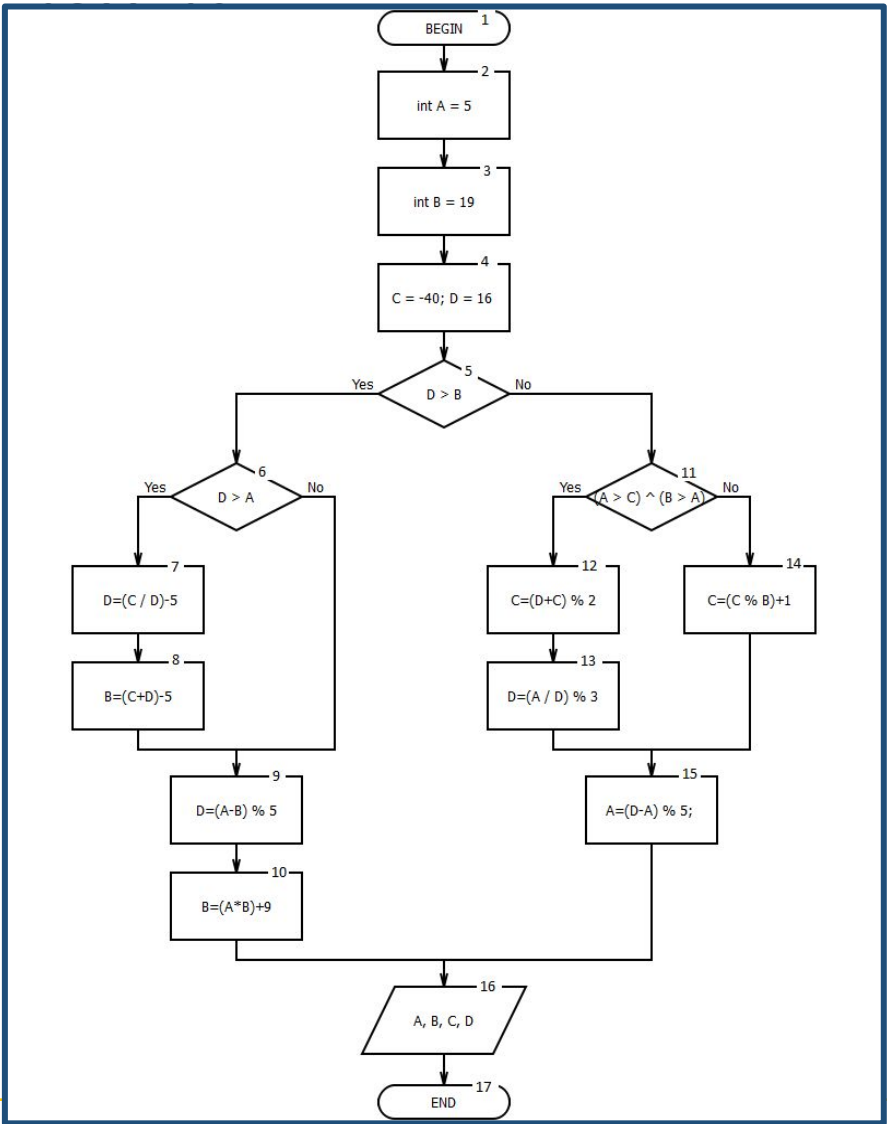 1
BEGIN
2
int A = 5
3
int B = 19
4
C = -40; D = 16
5
Yes
D > B
No
6
Yes
D > A
No
7
D=(C / D)-5
8
B=(C+D)-5
9
D=(A-B) % 5
10
B=(A*B)+9
11
Yes
(A > C) ^ (B > A)
No
12
C=(D+C) % 2
13
D=(A / D) % 3
14
C=(C % B)+1
15
A=(D-A) % 5;
16
A, B, C, D
17
END